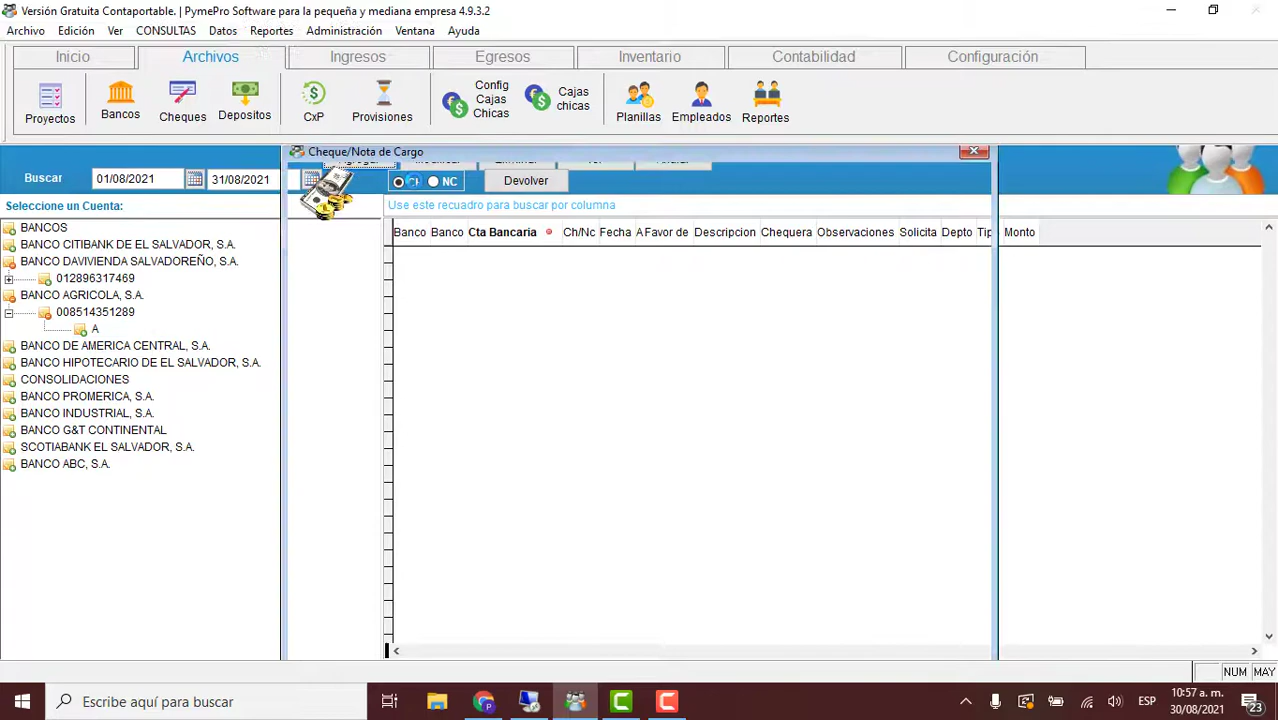 Versión Gratuita Contaportable. | PymePro Software para la pequeña y mediana empresa 4.9.3.2
Archivo Edición Ver CONSULTAS Datos Reportes Administración Ventana Ayuda
Inicio Archivos Ingresos Egresos Inventario Contabilidad Configuración
Proyectos Bancos Cheques Depositos CxP Provisiones Config Cajas Chicas Cajas chicas Planillas Empleados Reportes
Cheque/Nota de Cargo
Buscar 01/08/2021 31/08/2021 NC Devolver
Seleccione un Cuenta: Use este recuadro para buscar por columna
Banco Banco Cta Bancaria Ch/Nc Fecha A Favor de Descripcion Chequera Observaciones Solicita Depto Tip Monto
BANCOS
BANCO CITIBANK DE EL SALVADOR, S.A.
BANCO DAVIVIENDA SALVADOREÑO, S.A.
012896317469
BANCO AGRICOLA, S.A.
008514351289
A
BANCO DE AMERICA CENTRAL, S.A.
BANCO HIPOTECARIO DE EL SALVADOR, S.A.
CONSOLIDACIONES
BANCO PROMERICA, S.A.
BANCO INDUSTRIAL, S.A.
BANCO G&T CONTINENTAL
SCOTIABANK EL SALVADOR, S.A.
BANCO ABC, S.A.
NUM MAY
Escribe aquí para buscar
ESP
10:57 a. m.
30/08/2021
23